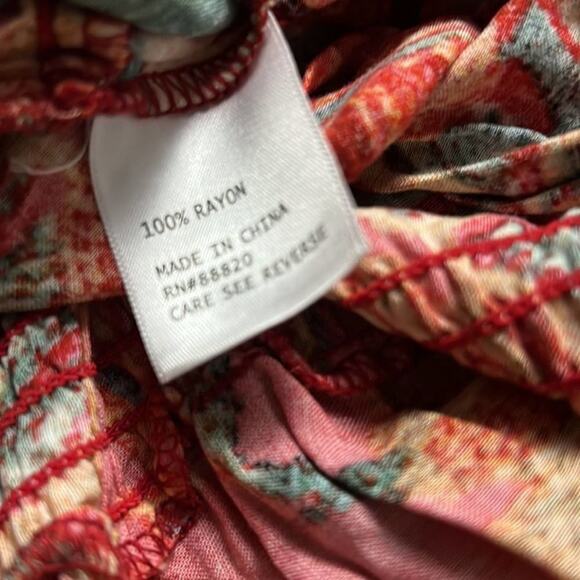 100% RAYON
MADE IN CHINA
RN#88820
CARE SEE REVERSE